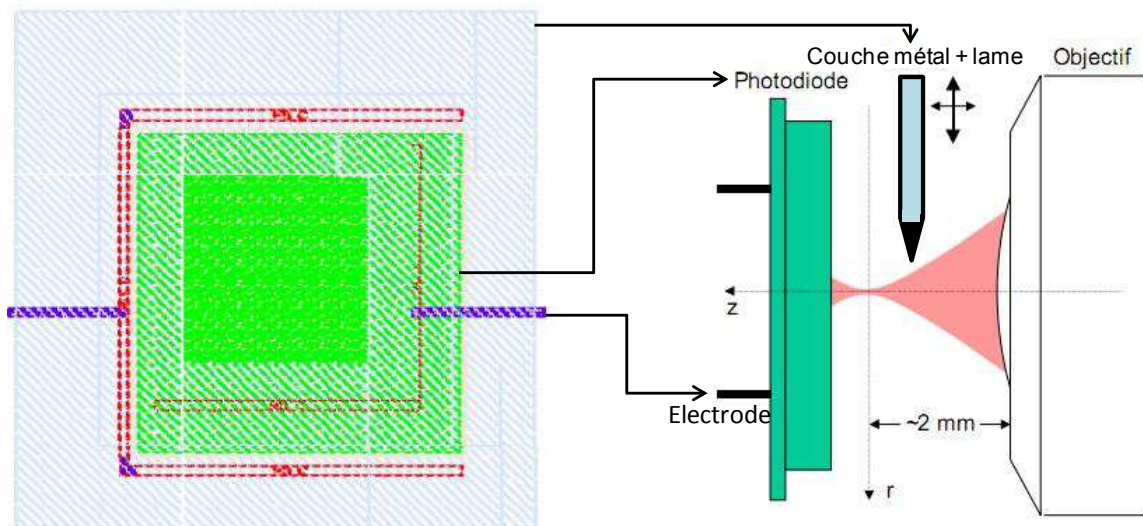 Couche métal + lame
Objectif
Photodiode
z
Electrode
~2 mm
r